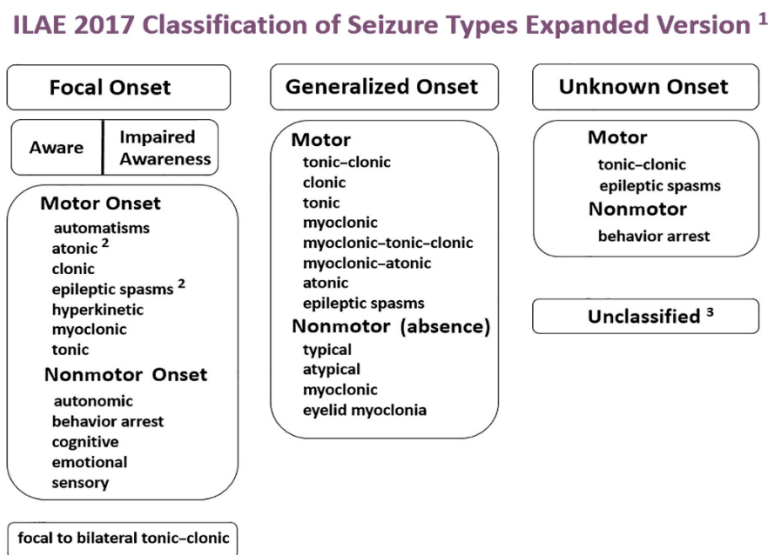 ILAE 2017 Classification of Seizure Types Expanded Version ¹
Focal Onset
Aware
Impaired
Awareness
Motor Onset
automatisms
atonic ²
clonic
epileptic spasms ²
hyperkinetic
myoclonic
tonic
Nonmotor Onset
autonomic
behavior arrest
cognitive
emotional
sensory
focal to bilateral tonic–clonic
Generalized Onset
Motor
tonic–clonic
clonic
tonic
myoclonic
myoclonic–tonic–clonic
myoclonic–atonic
atonic
epileptic spasms
Nonmotor (absence)
typical
atypical
myoclonic
eyelid myoclonia
Unknown Onset
Motor
tonic–clonic
epileptic spasms
Nonmotor
behavior arrest
Unclassified ³